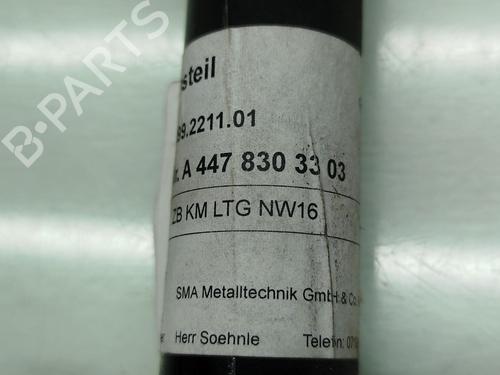 B-PARTS
steil
89.2211.01
r. A 447 830 33 03
ZB KM LTG NW16
SMA Metalltechnik GmbH & Co.
Herr Soehnle Telefon: 071